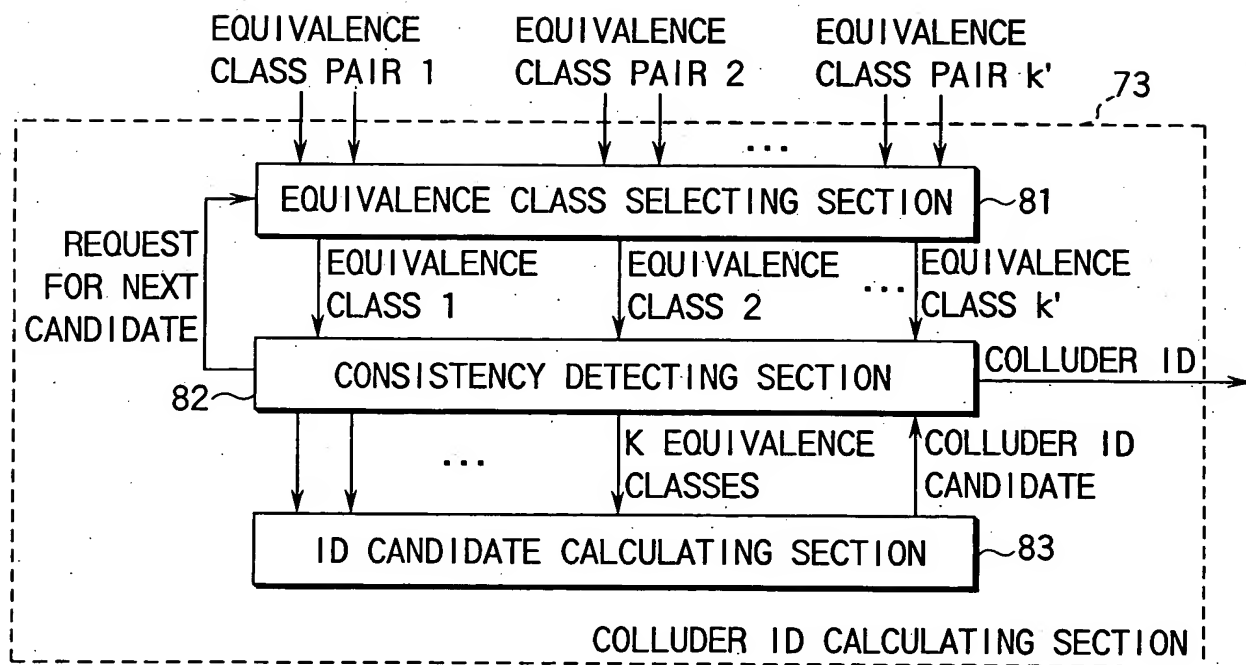 EQUIVALENCE
CLASS PAIR 1
EQUIVALENCE
CLASS PAIR 2
EQUIVALENCE
CLASS PAIR k'
73
...
EQUIVALENCE CLASS SELECTING SECTION
81
REQUEST
FOR NEXT
CANDIDATE
EQUIVALENCE
CLASS 1
EQUIVALENCE
CLASS 2
...
EQUIVALENCE
CLASS k'
CONSISTENCY DETECTING SECTION
82
COLLUDER ID
...
K EQUIVALENCE
CLASSES
COLLUDER ID
CANDIDATE
ID CANDIDATE CALCULATING SECTION
83
COLLUDER ID CALCULATING SECTION